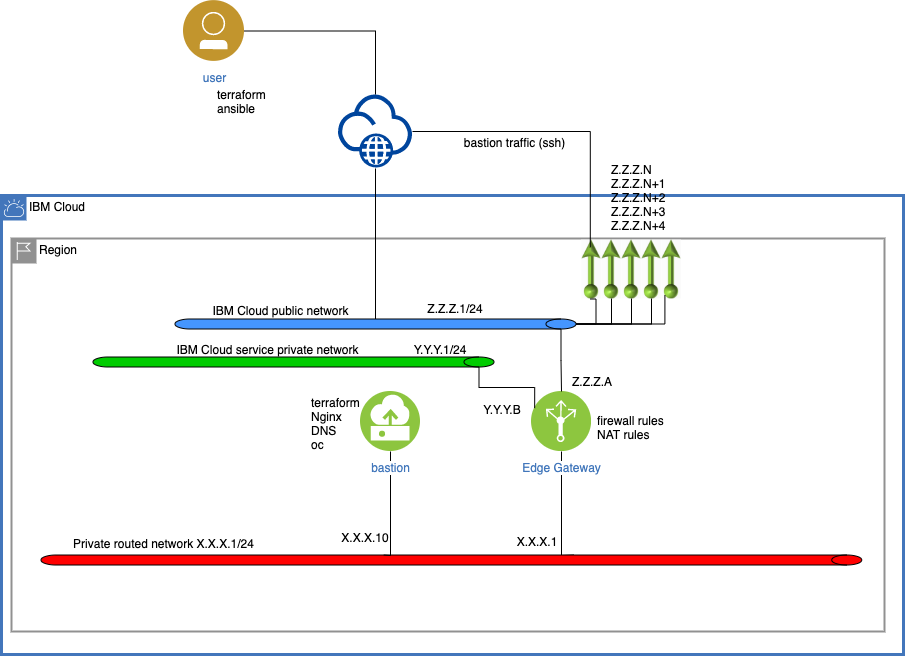 user
terraform
ansible
bastion traffic (ssh)
Z.Z.Z.N
Z.Z.Z.N+1
Z.Z.Z.N+2
Z.Z.Z.N+3
Z.Z.Z.N+4
IBM Cloud
Region
IBM Cloud public network
Z.Z.Z.1/24
IBM Cloud service private network
Y.Y.Y.1/24
Z.Z.Z.A
Y.Y.Y.B
terraform
Nginx
DNS
oc
firewall rules
NAT rules
bastion
Edge Gateway
X.X.X.10
X.X.X.1
Private routed network X.X.X.1/24